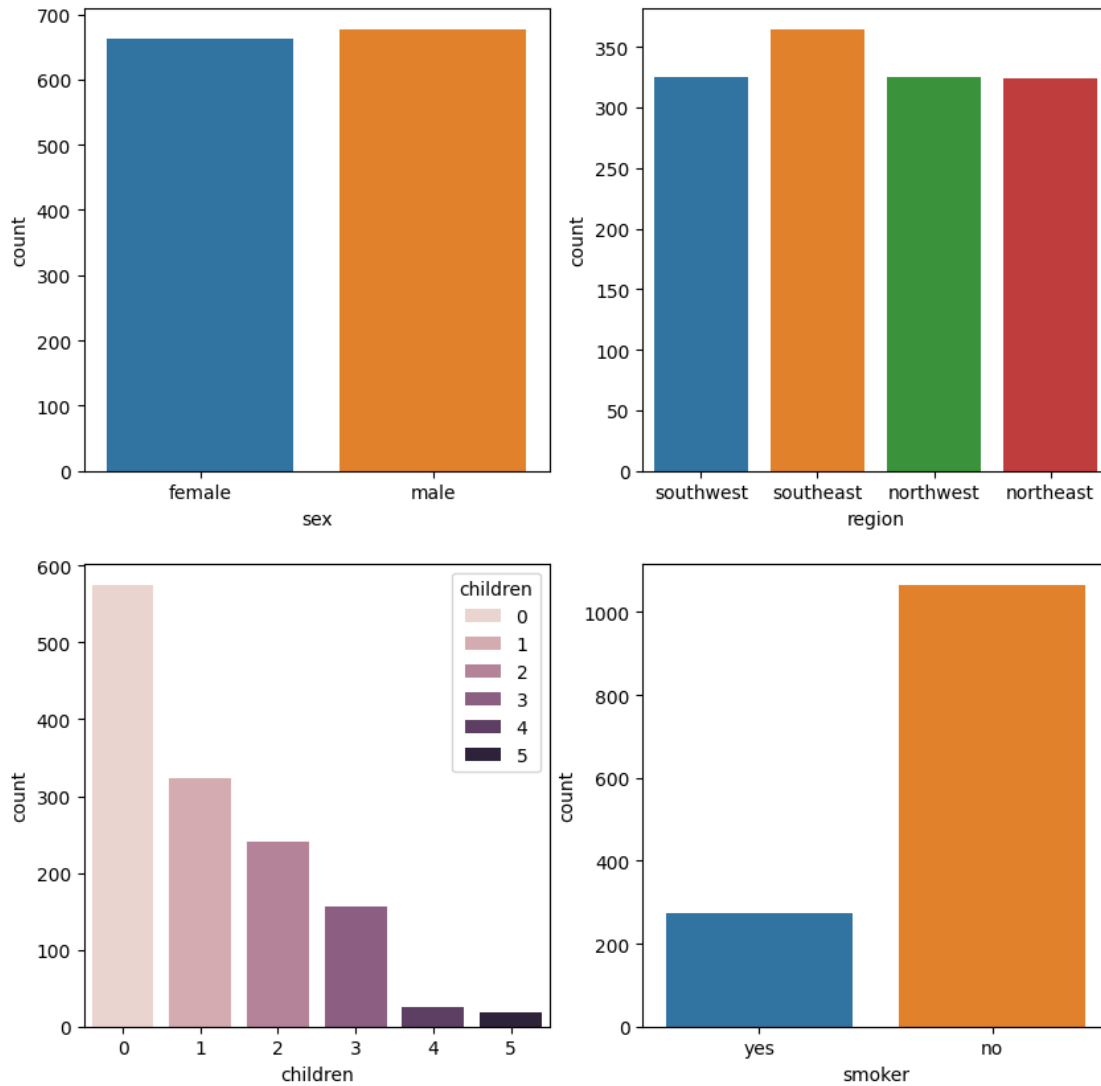 700
600
500
400
300
200
100
0
count
female male
sex
350
300
250
200
150
100
50
0
count
southwest southeast northwest northeast
region
600
500
400
300
200
100
0
count
children
0
1
2
3
4
5
0 1 2 3 4 5
children
1000
800
600
400
200
0
count
yes no
smoker